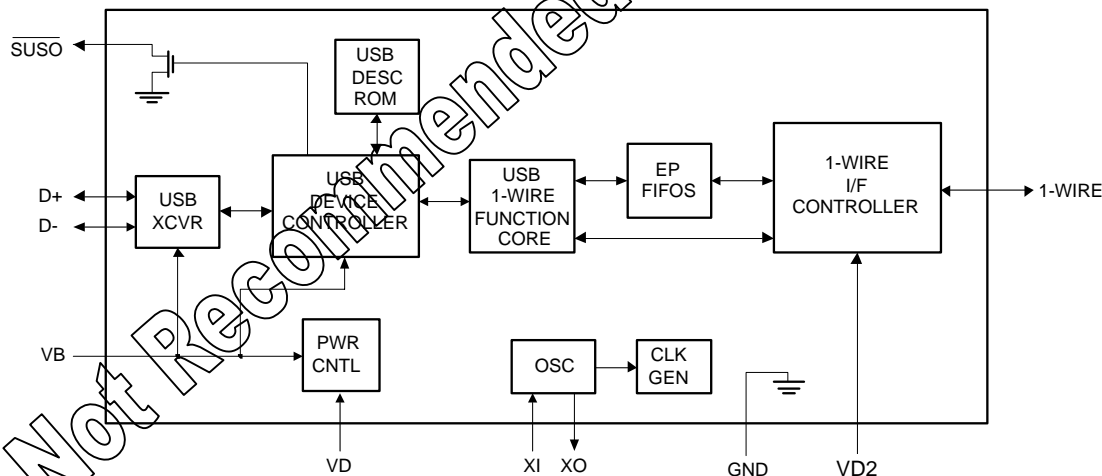 SUSO
USB
DESC
ROM
D+
D-
USB
XCVR
USB
DEVICE
CONTROLLER
USB
1-WIRE
FUNCTION
CORE
EP
FIFOS
1-WIRE
I/F
CONTROLLER
1-WIRE
VB
PWR
CNTL
OSC
CLK
GEN
VD
XI
XO
GND
VD2
Not Recommended